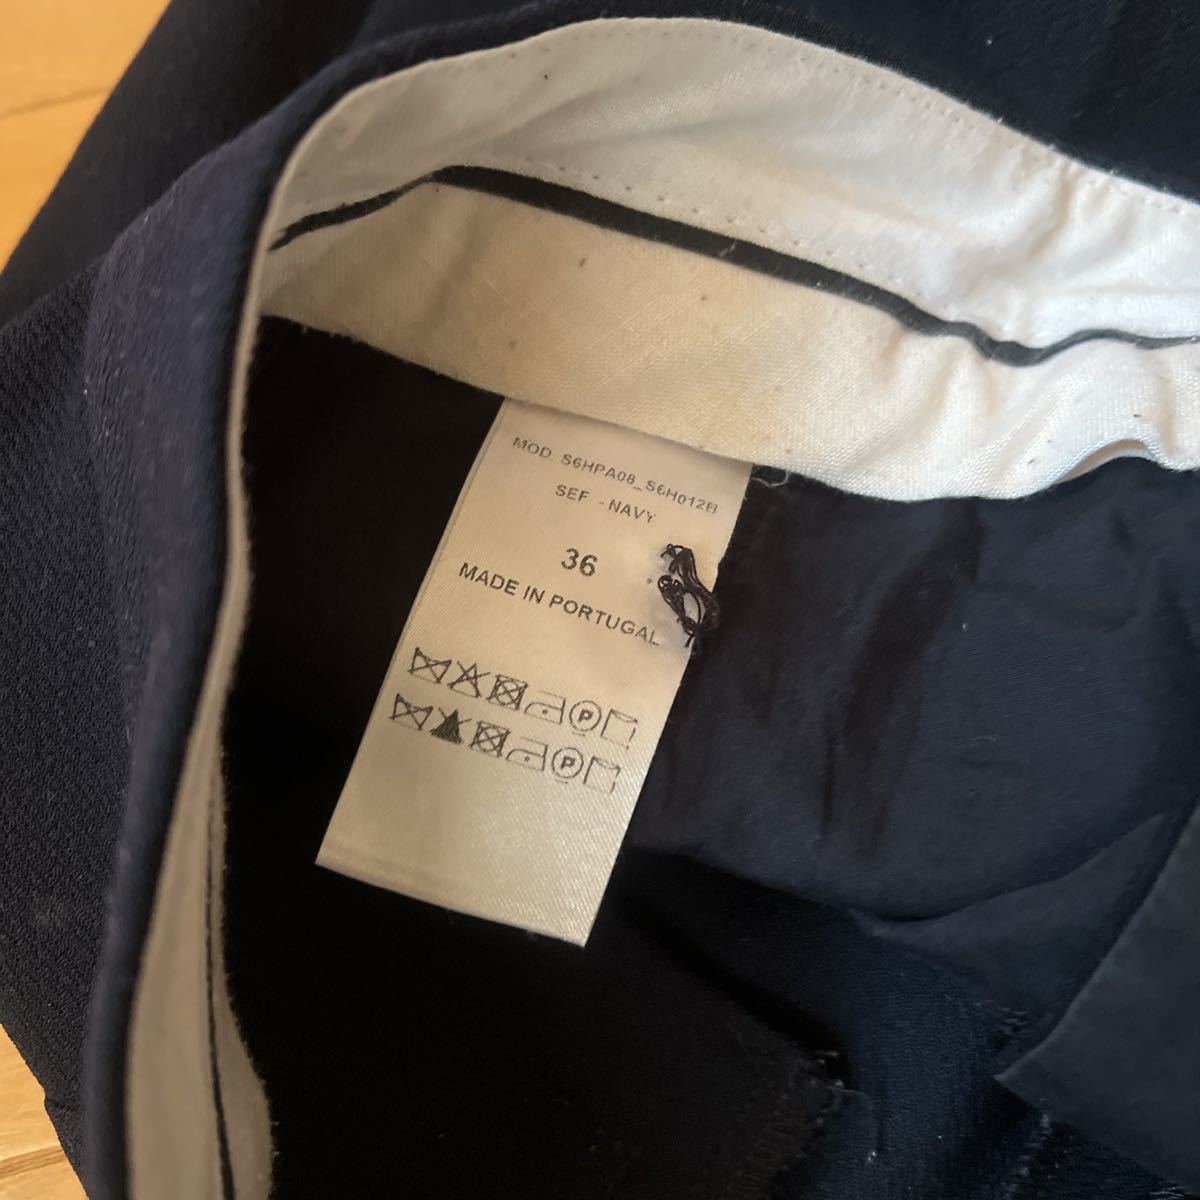 MOD S6HPA08_S6H012B
SEF - NAVY
36
MADE IN PORTUGAL
P
P